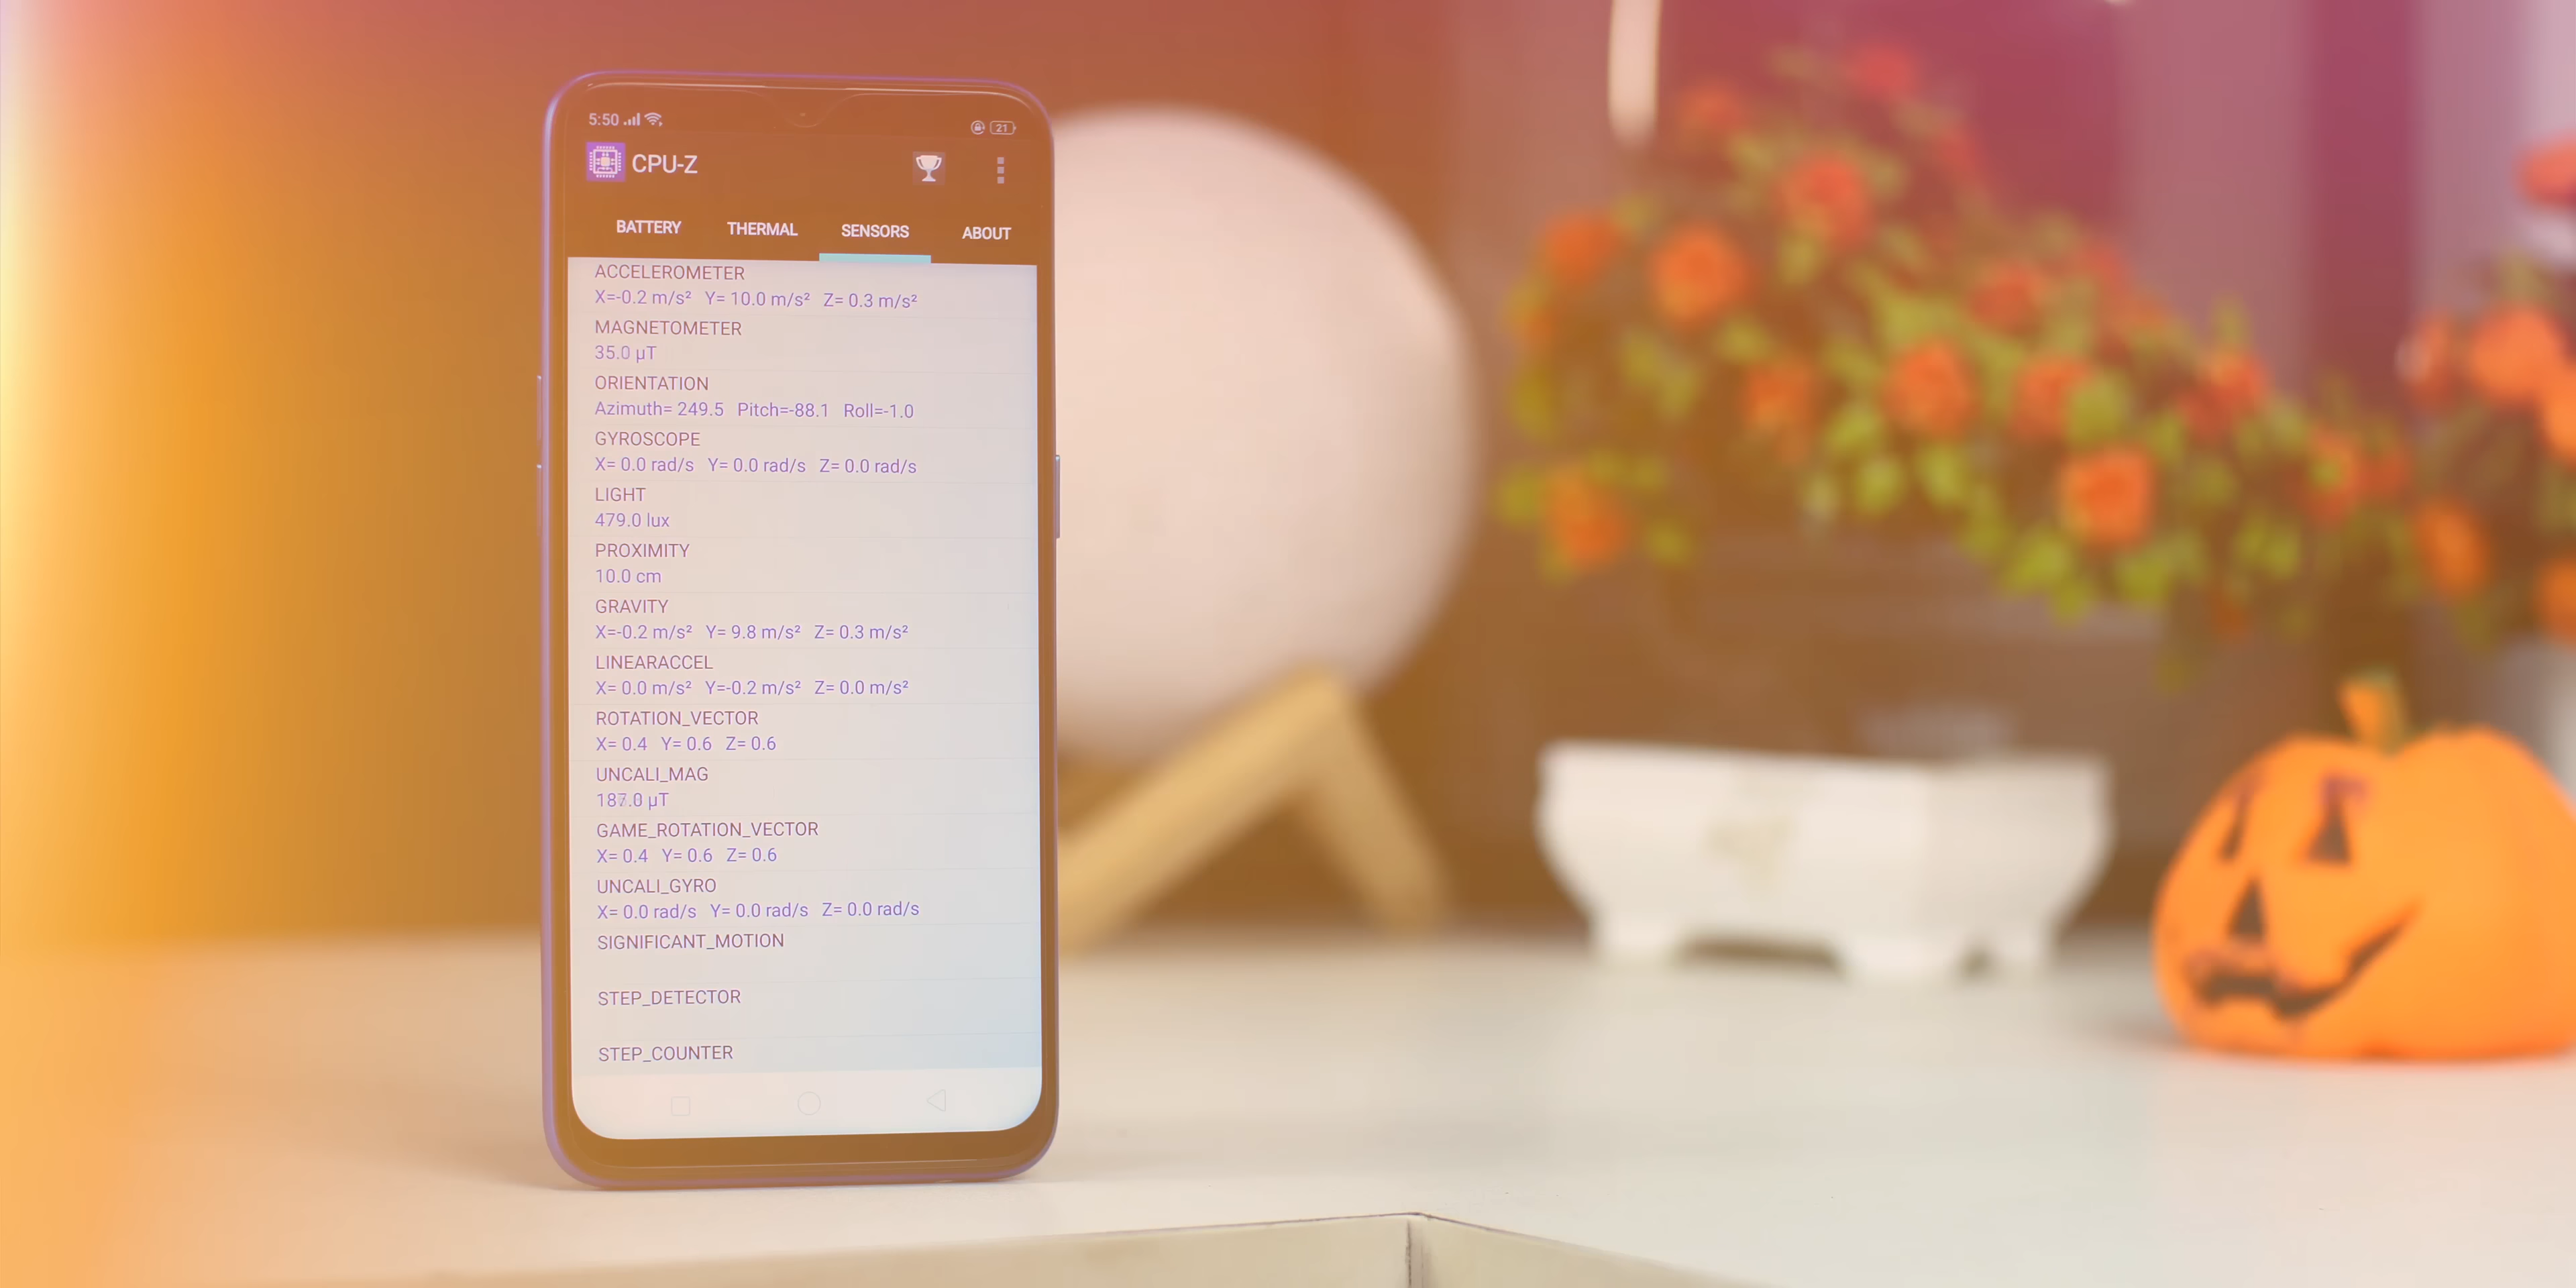 5:50
21
CPU-Z
BATTERY THERMAL SENSORS ABOUT
ACCELEROMETER
X=-0.2 m/s² Y= 10.0 m/s² Z= 0.3 m/s²
MAGNETOMETER
35.0 μT
ORIENTATION
Azimuth= 249.5 Pitch=-88.1 Roll=-1.0
GYROSCOPE
X= 0.0 rad/s Y= 0.0 rad/s Z= 0.0 rad/s
LIGHT
479.0 lux
PROXIMITY
10.0 cm
GRAVITY
X=-0.2 m/s² Y= 9.8 m/s² Z= 0.3 m/s²
LINEARACCEL
X= 0.0 m/s² Y=-0.2 m/s² Z= 0.0 m/s²
ROTATION_VECTOR
X= 0.4 Y= 0.6 Z= 0.6
UNCALI_MAG
187.0 μT
GAME_ROTATION_VECTOR
X= 0.4 Y= 0.6 Z= 0.6
UNCALI_GYRO
X= 0.0 rad/s Y= 0.0 rad/s Z= 0.0 rad/s
SIGNIFICANT_MOTION
STEP_DETECTOR
STEP_COUNTER